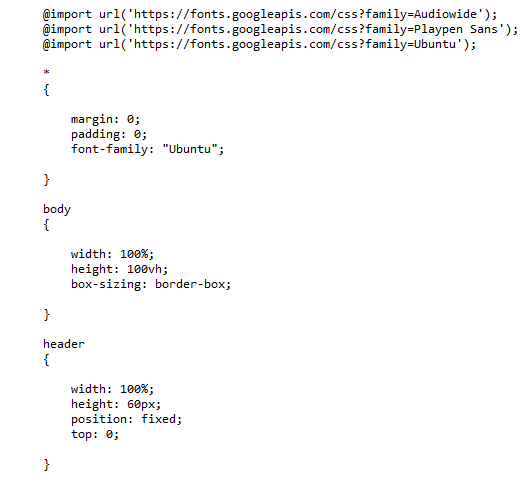 @import url('https://fonts.googleapis.com/css?family=Audiowide');
@import url('https://fonts.googleapis.com/css?family=Playpen Sans');
@import url('https://fonts.googleapis.com/css?family=Ubuntu');
*
{
margin: 0;
padding: 0;
font-family: "Ubuntu";
}
body
{
width: 100%;
height: 100vh;
box-sizing: border-box;
}
header
{
width: 100%;
height: 60px;
position: fixed;
top: 0;
}